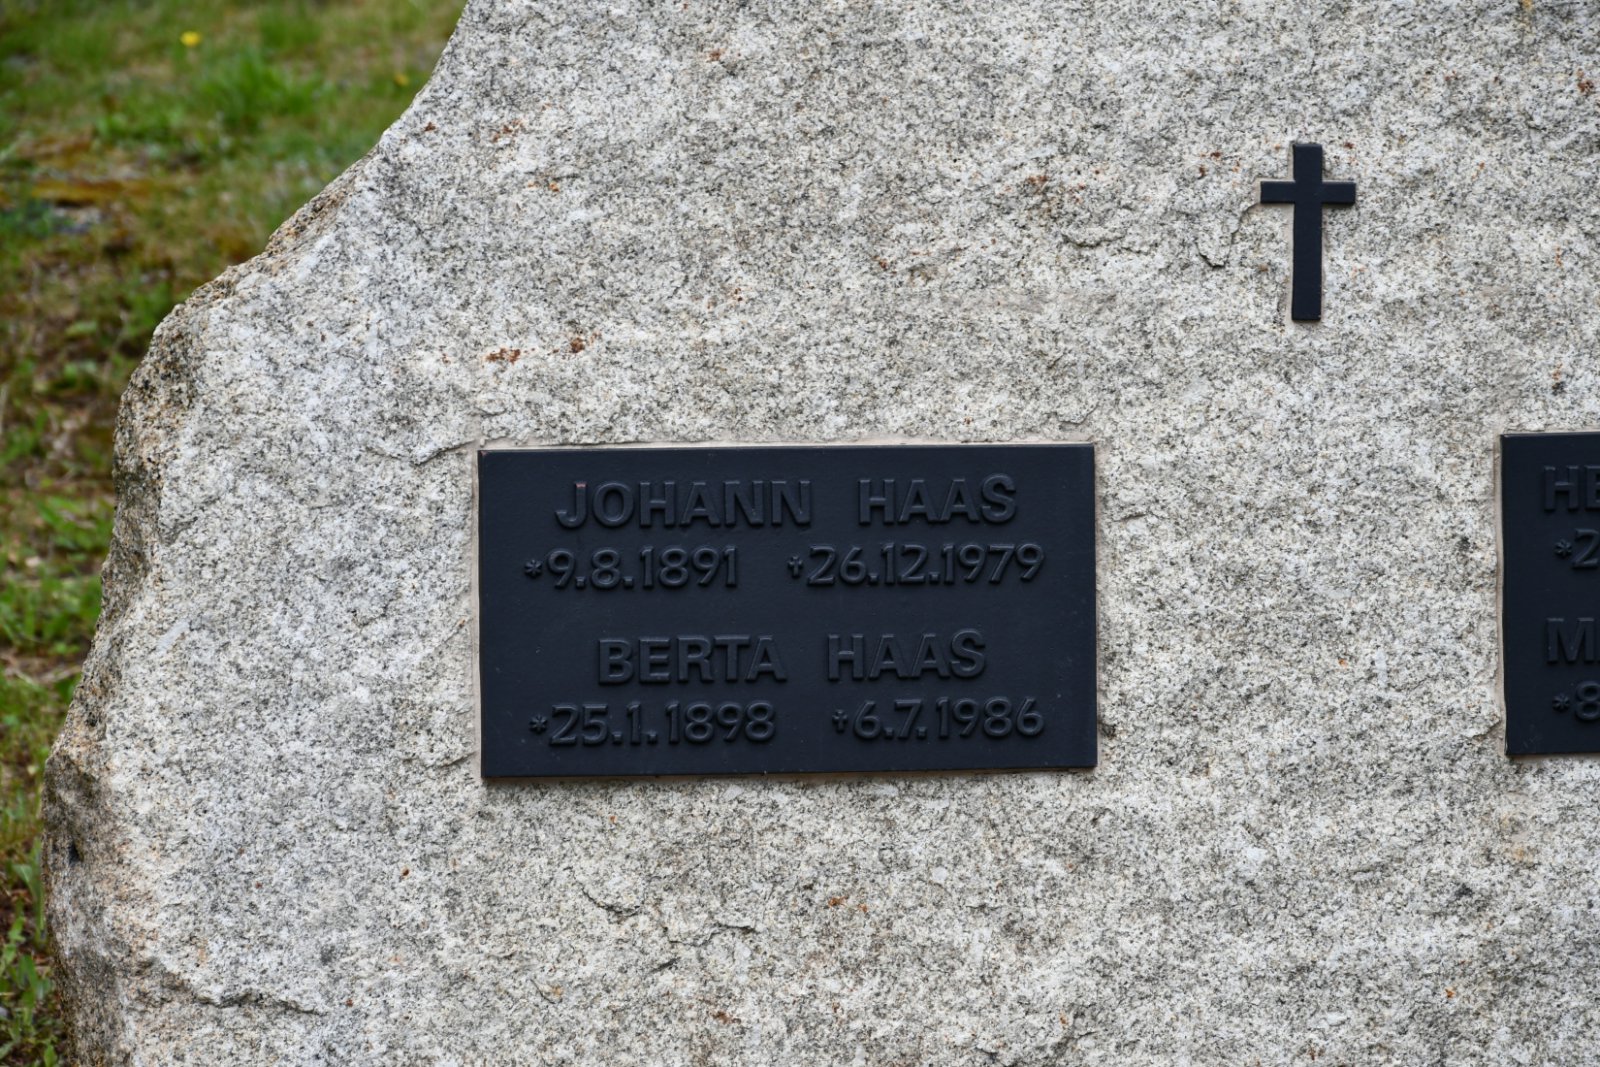 JOHANN HAAS
*9.8.1891 †26.12.1979
BERTA HAAS
*25.1.1898 †6.7.1986